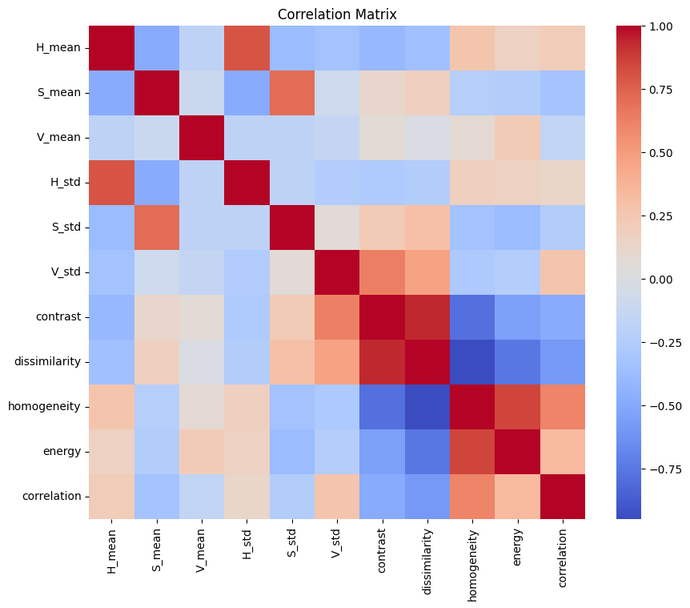 Correlation Matrix
H_mean
S_mean
V_mean
H_std
S_std
V_std
contrast
dissimilarity
homogeneity
energy
correlation
H_mean
S_mean
V_mean
H_std
S_std
V_std
contrast
dissimilarity
homogeneity
energy
correlation
1.00
0.75
0.50
0.25
0.00
−0.25
−0.50
−0.75